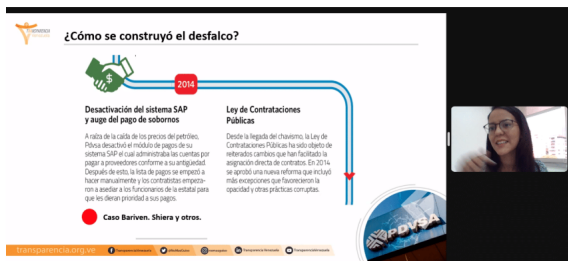 ¿Cómo se construyó el desfalco?
$
2014
Desactivación del sistema SAP
y auge del pago de sobornos
A raíz de la caída de los precios del petróleo,
Pdvsa desactivó el módulo de pagos de su
sistema SAP el cual administraba las cuentas por
pagar a proveedores conforme a su antigüedad.
Después de esto, la lista de pagos se empezó a
hacer manualmente y los contratistas empeza-
ron a asediar a los funcionarios de la estatal para
que les dieran prioridad a sus pagos.
Caso Bariven. Shiera y otros.
Ley de Contrataciones
Públicas
Desde la llegada del chavismo, la Ley de
Contrataciones Públicas ha sido objeto de
reiterados cambios que han facilitado la
asignación directa de contratos. En 2014
se aprobó una nueva reforma que incluyó
más excepciones que favorecieron la
opacidad y otras prácticas corruptas.
PDVSA
transparencia.org.ve